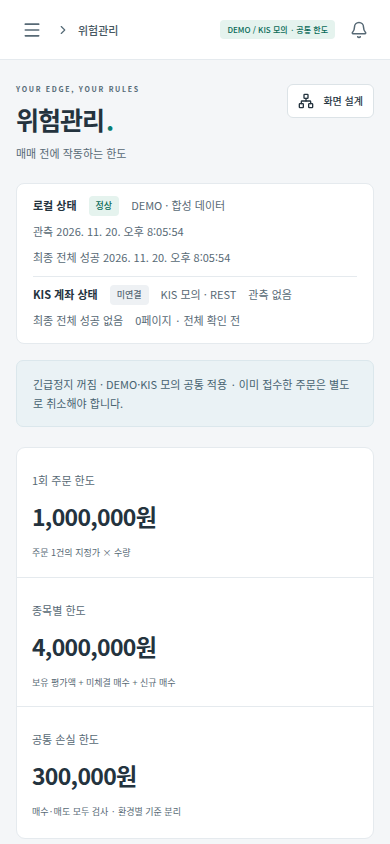 위험관리
DEMO / KIS 모의 · 공통 한도
YOUR EDGE, YOUR RULES
위험관리.
화면 설계
매매 전에 작동하는 한도
로컬 상태 정상 DEMO · 합성 데이터
관측 2026. 11. 20. 오후 8:05:54
최종 전체 성공 2026. 11. 20. 오후 8:05:54
KIS 계좌 상태 미연결 KIS 모의 · REST 관측 없음
최종 전체 성공 없음 0페이지 · 전체 확인 전
긴급정지 꺼짐 · DEMO·KIS 모의 공통 적용 · 이미 접수한 주문은 별도
로 취소해야 합니다.
1회 주문 한도
1,000,000원
주문 1건의 지정가 × 수량
종목별 한도
4,000,000원
보유 평가액 + 미체결 매수 + 신규 매수
공통 손실 한도
300,000원
매수·매도 모두 검사 · 환경별 기준 분리